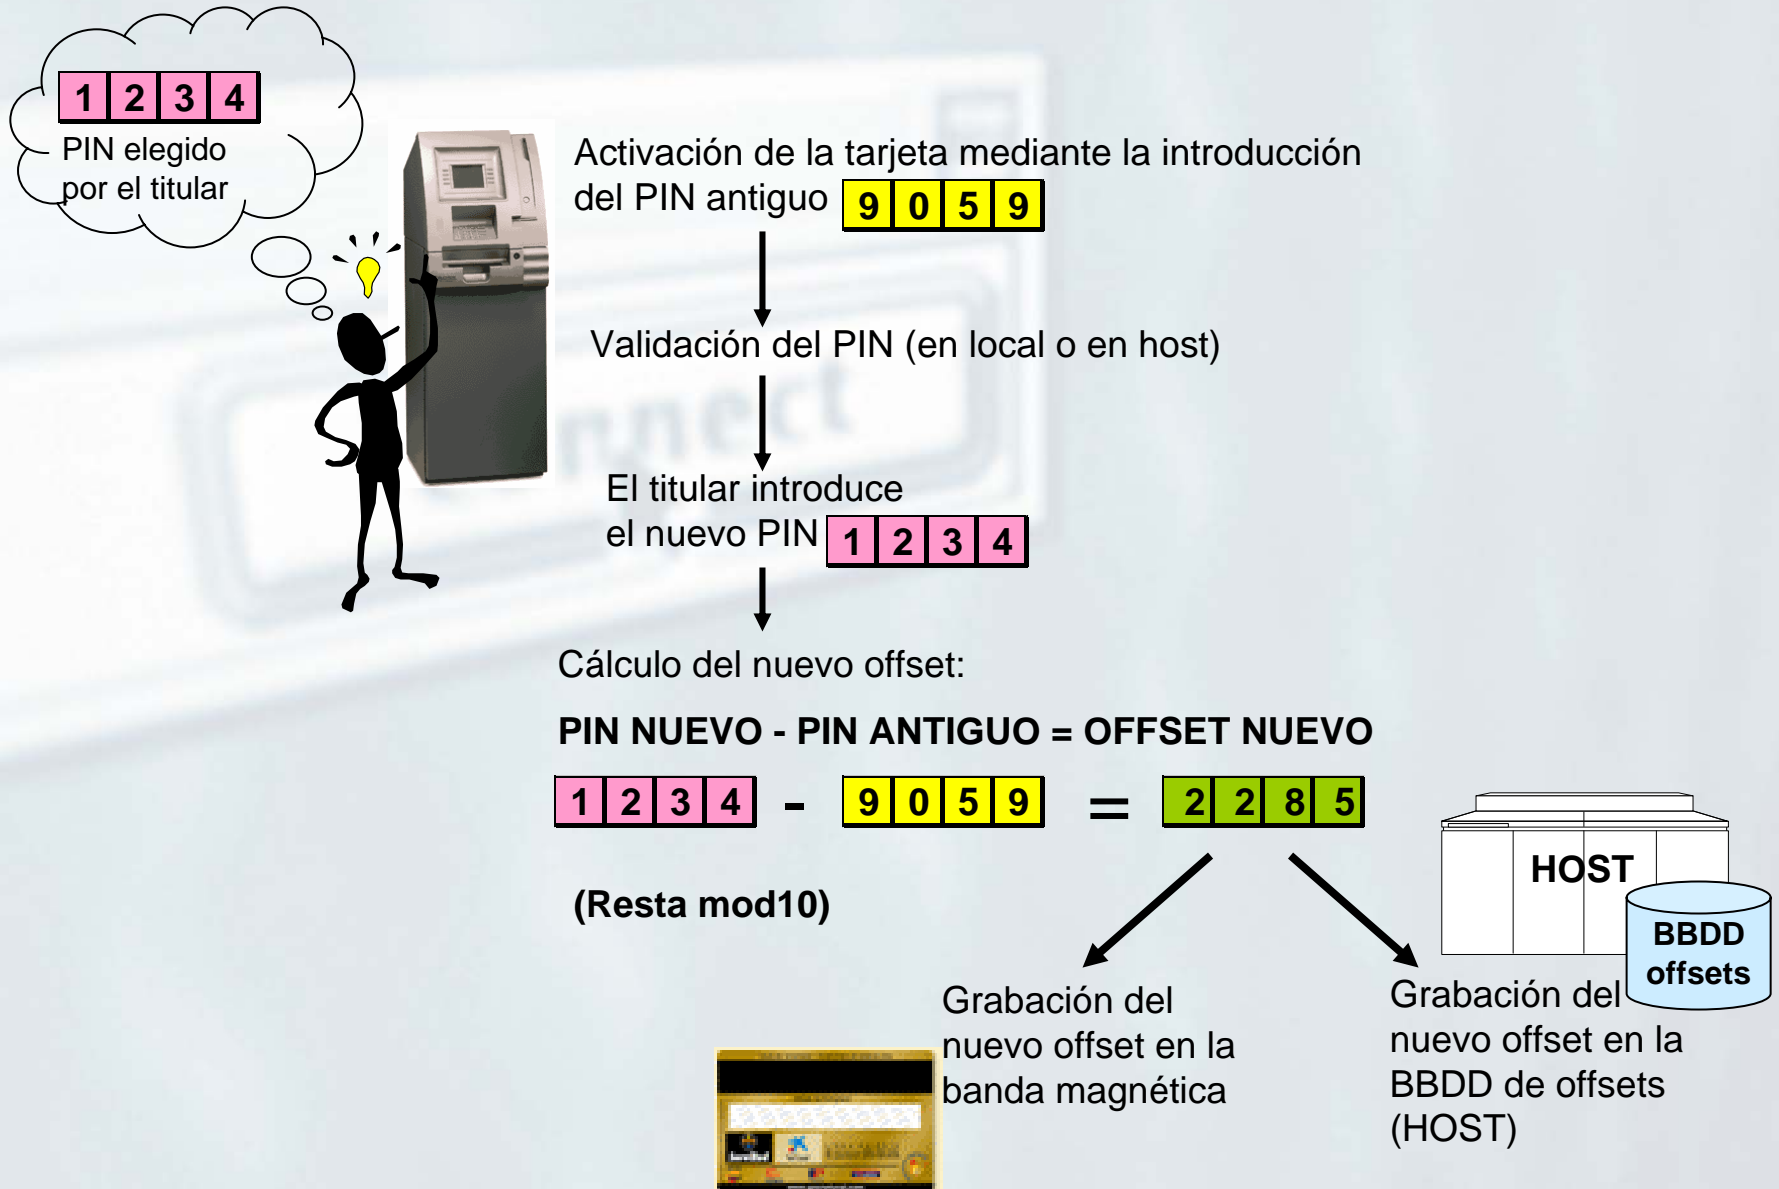 1 2 3 4
PIN elegido
por el titular
Activación de la tarjeta mediante la introducción
del PIN antiguo 9 0 5 9
Validación del PIN (en local o en host)
El titular introduce
el nuevo PIN 1 2 3 4
Cálculo del nuevo offset:
PIN NUEVO - PIN ANTIGUO = OFFSET NUEVO
1 2 3 4 - 9 0 5 9 = 2 2 8 5
(Resta mod10)
HOST
BBDD
offsets
Grabación del
nuevo offset en la
banda magnética
Grabación del
nuevo offset en la
BBDD de offsets
(HOST)